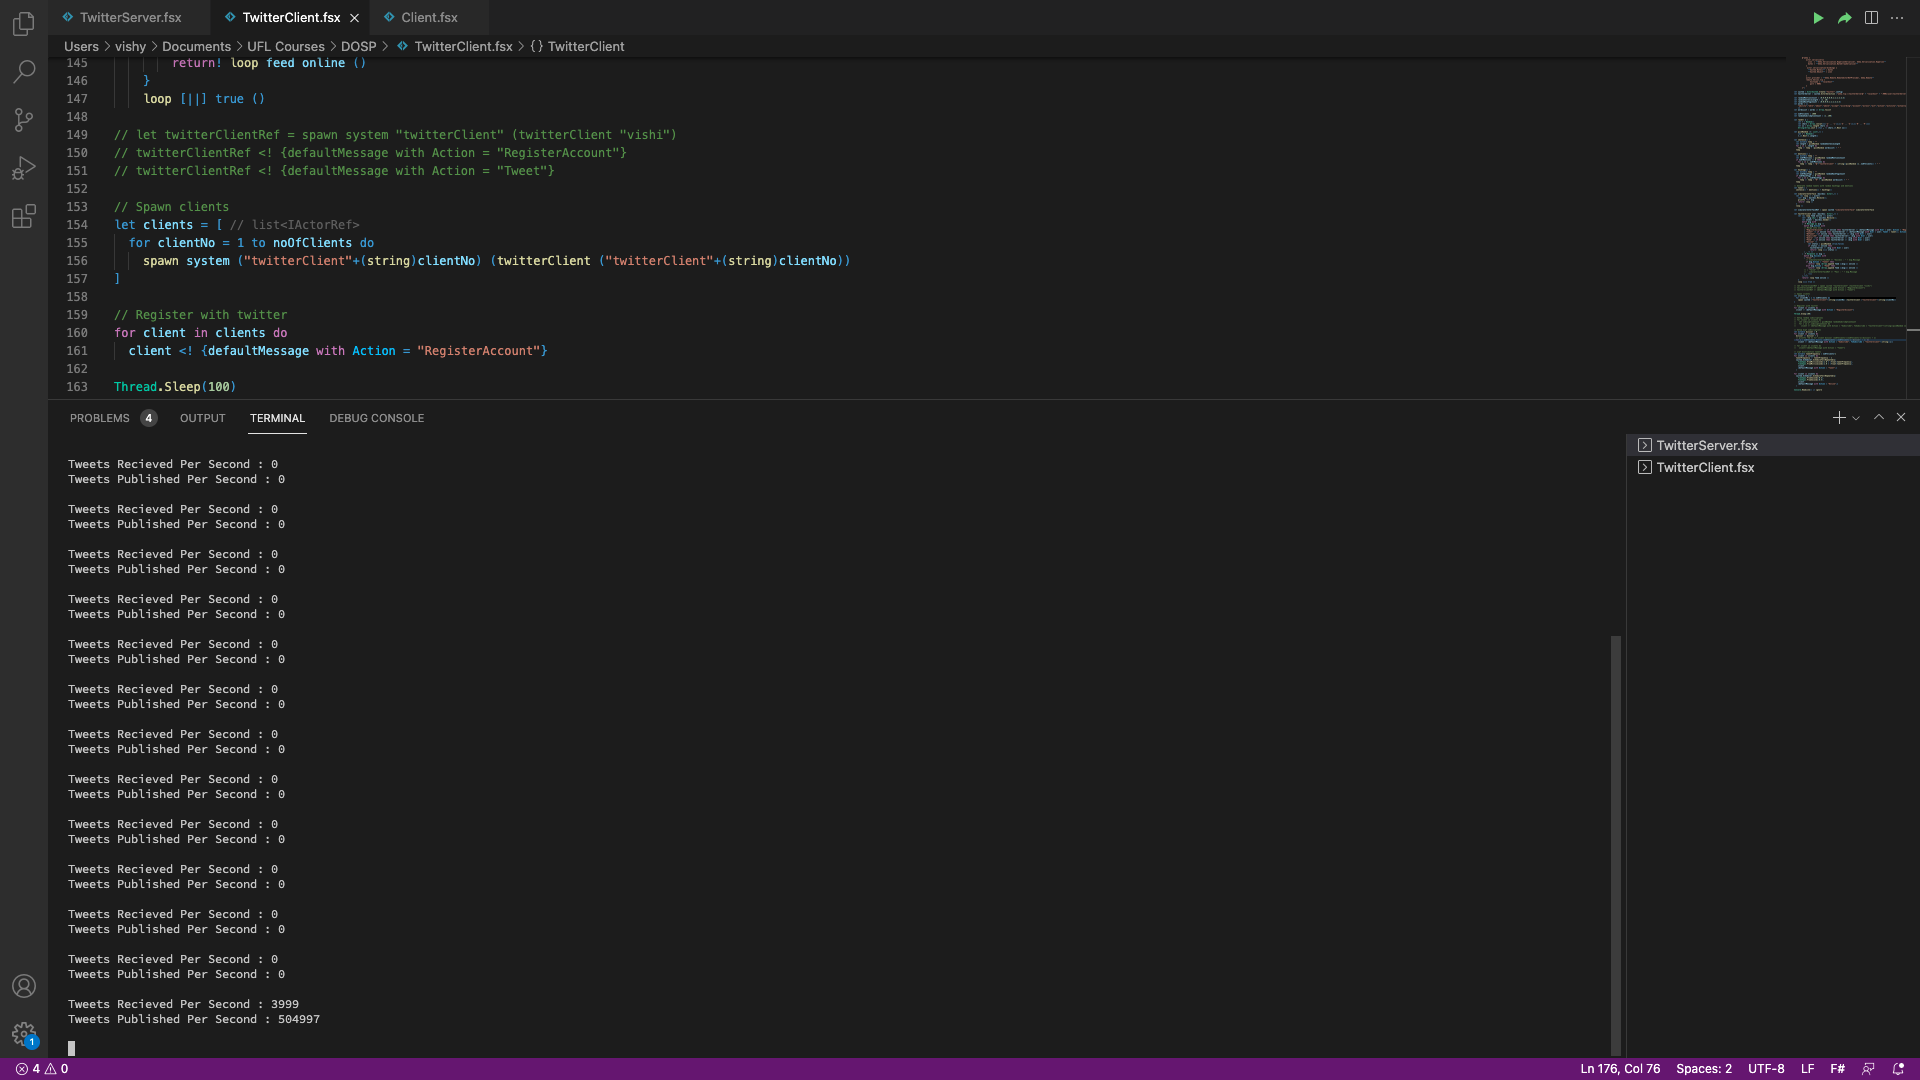 TwitterServer.fsx TwitterClient.fsx Client.fsx
Users > vishy > Documents > UFL Courses > DOSP > TwitterClient.fsx > {} TwitterClient
145 return! loop feed online ()
146 }
147 loop [||] true ()
148
149 // let twitterClientRef = spawn system "twitterClient" (twitterClient "vishi")
150 // twitterClientRef <! {defaultMessage with Action = "RegisterAccount"}
151 // twitterClientRef <! {defaultMessage with Action = "Tweet"}
152
153 // Spawn clients
154 let clients = [ // list<IActorRef>
155 for clientNo = 1 to noOfClients do
156 spawn system ("twitterClient"+(string)clientNo) (twitterClient ("twitterClient"+(string)clientNo))
157 ]
158
159 // Register with twitter
160 for client in clients do
161 client <! {defaultMessage with Action = "RegisterAccount"}
162
163 Thread.Sleep(100)
PROBLEMS 4 OUTPUT TERMINAL DEBUG CONSOLE
TwitterServer.fsx
TwitterClient.fsx
Tweets Recieved Per Second : 0
Tweets Published Per Second : 0
Tweets Recieved Per Second : 0
Tweets Published Per Second : 0
Tweets Recieved Per Second : 0
Tweets Published Per Second : 0
Tweets Recieved Per Second : 0
Tweets Published Per Second : 0
Tweets Recieved Per Second : 0
Tweets Published Per Second : 0
Tweets Recieved Per Second : 0
Tweets Published Per Second : 0
Tweets Recieved Per Second : 0
Tweets Published Per Second : 0
Tweets Recieved Per Second : 0
Tweets Published Per Second : 0
Tweets Recieved Per Second : 0
Tweets Published Per Second : 0
Tweets Recieved Per Second : 0
Tweets Published Per Second : 0
Tweets Recieved Per Second : 0
Tweets Published Per Second : 0
Tweets Recieved Per Second : 0
Tweets Published Per Second : 0
Tweets Recieved Per Second : 3999
Tweets Published Per Second : 504997
1
4 0 Ln 176, Col 76 Spaces: 2 UTF-8 LF F#